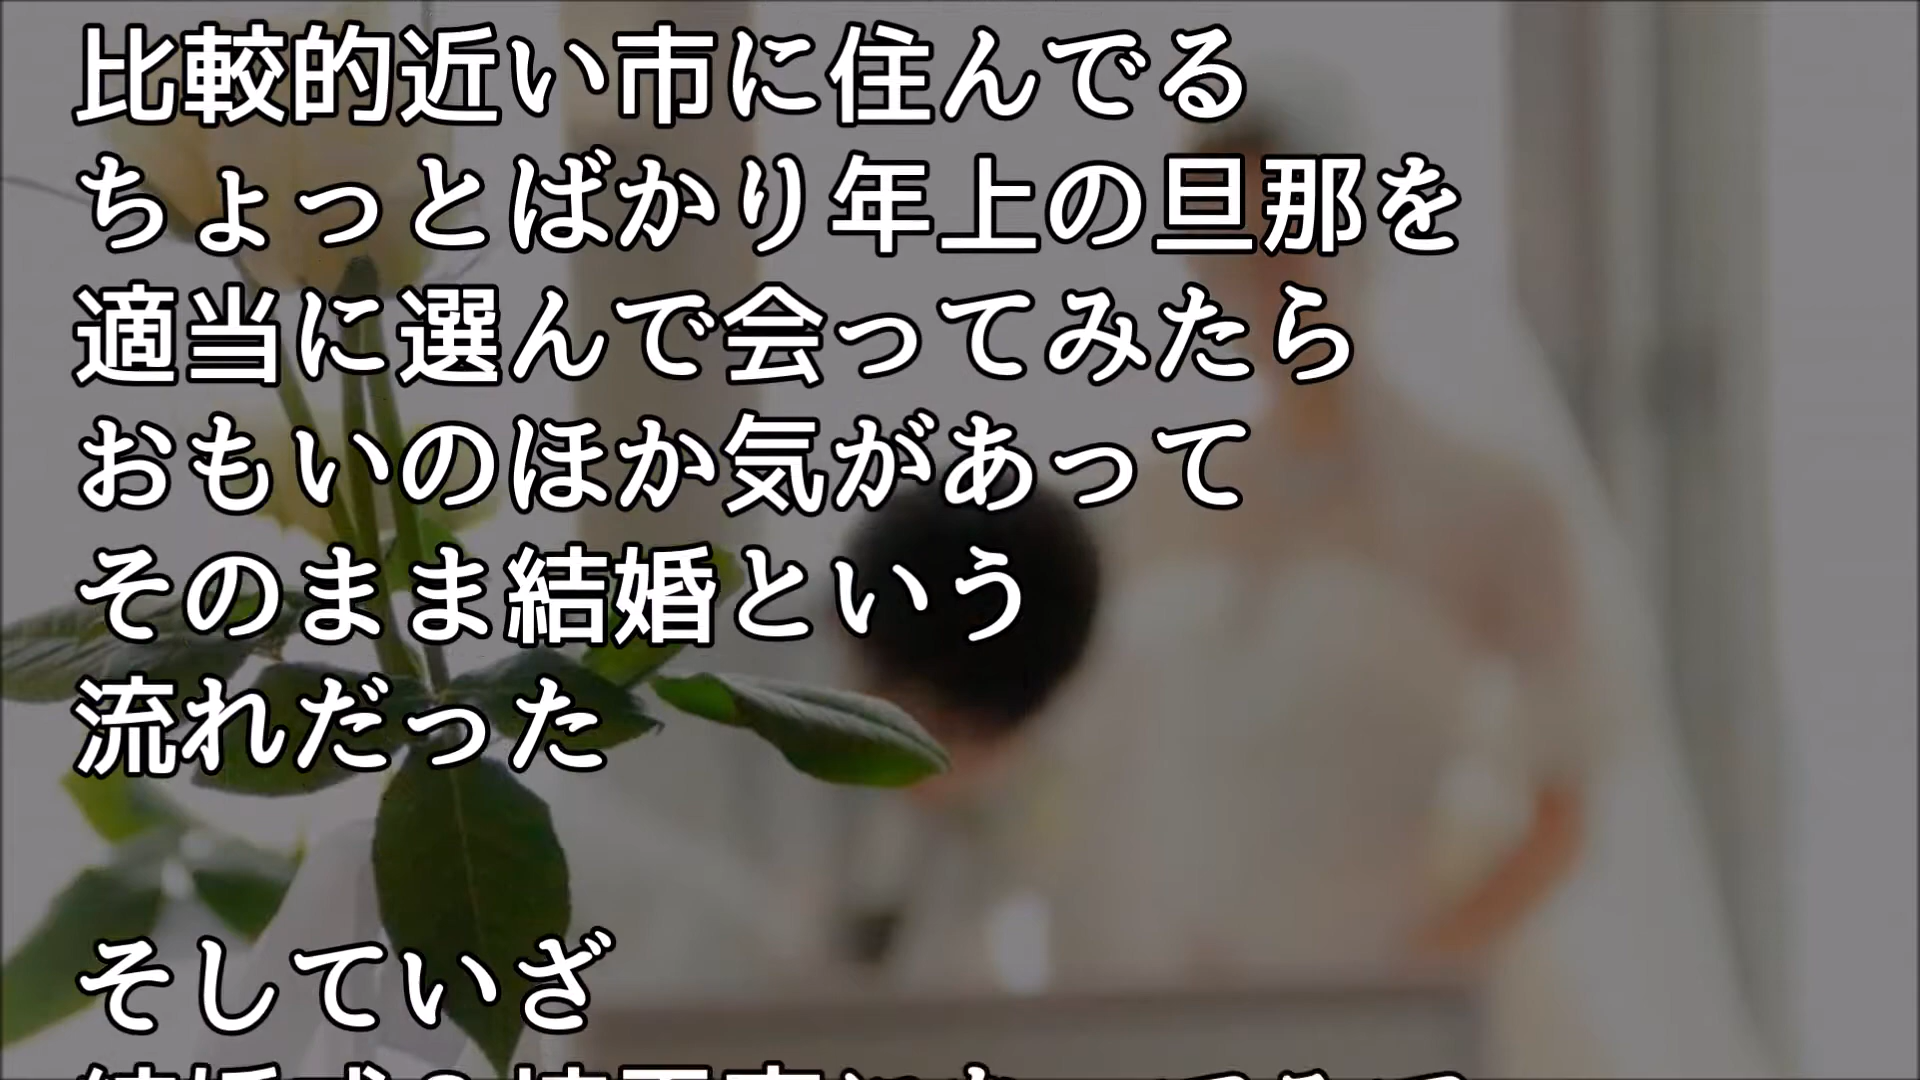 比較的近い市に住んでる
ちょっとばかり年上の旦那を
適当に選んで会ってみたら
おもいのほか気があって
そのまま結婚という
流れだった
そしていざ